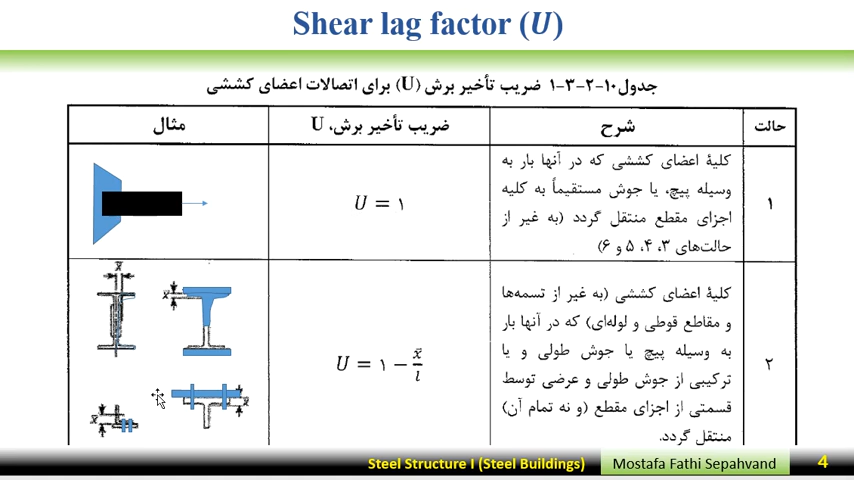 Shear lag factor (U)
جدول ۱۰-۲-۳-۱ ضریب تأخیر برش (U) برای اتصالات اعضای کششی
حالت
شرح
ضریب تأخیر برش، U
مثال
۱
کلیهٔ اعضای کششی که در آنها بار به
وسیله پیچ، یا جوش مستقیماً به کلیه
اجزای مقطع منتقل گردد (به غیر از
حالت‌های ۳، ۴، ۵ و ۶)
U = ۱
۲
کلیهٔ اعضای کششی (به غیر از تسمه‌ها
و مقاطع قوطی و لوله‌ای) که در آنها بار
به وسیله پیچ یا جوش طولی و یا
ترکیبی از جوش طولی و عرضی توسط
قسمتی از اجزای مقطع (و نه تمام آن)
منتقل گردد.
U = ۱ − x̄/l
x̄
x̄
x̄
x̄
Steel Structure I (Steel Buildings)
Mostafa Fathi Sepahvand
4